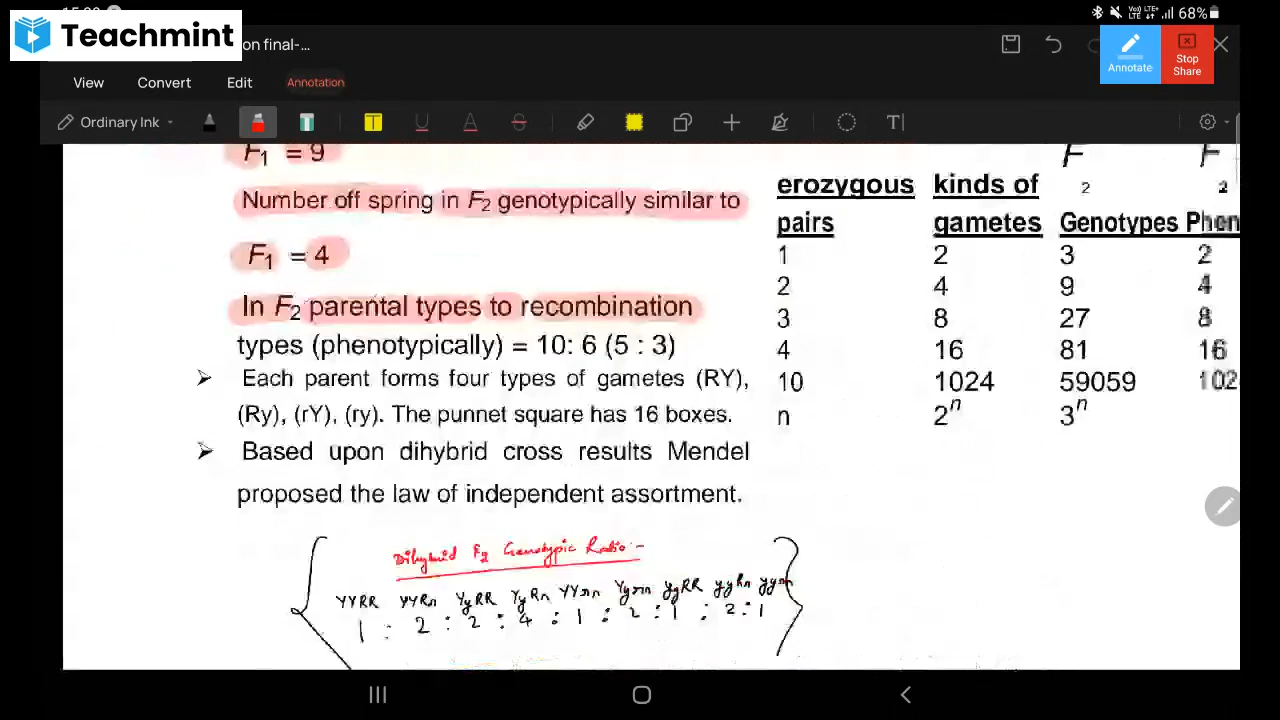 Teachmint
on final-...
68%
Annotate
Stop
Share
View Convert Edit Annotation
Ordinary Ink
F1 = 9
Number off spring in F2 genotypically similar to
F1 = 4
In F2 parental types to recombination
types (phenotypically) = 10: 6 (5 : 3)
➢ Each parent forms four types of gametes (RY),
(Ry), (rY), (ry). The punnet square has 16 boxes.
➢ Based upon dihybrid cross results Mendel
proposed the law of independent assortment.
F2 F2
erozygous kinds of
pairs gametes Genotypes Phen
1 2 3 2
2 4 9 4
3 8 27 8
4 16 81 16
10 1024 59059 102
n 2^n 3^n
Dihybrid F2 Genotypic Ratio:-
YYRR YYRr YyRR YyRr YYrr Yyrr yyRR yyRr yyrr
1 : 2 : 2 : 4 : 1 : 2 : 1 : 2 : 1